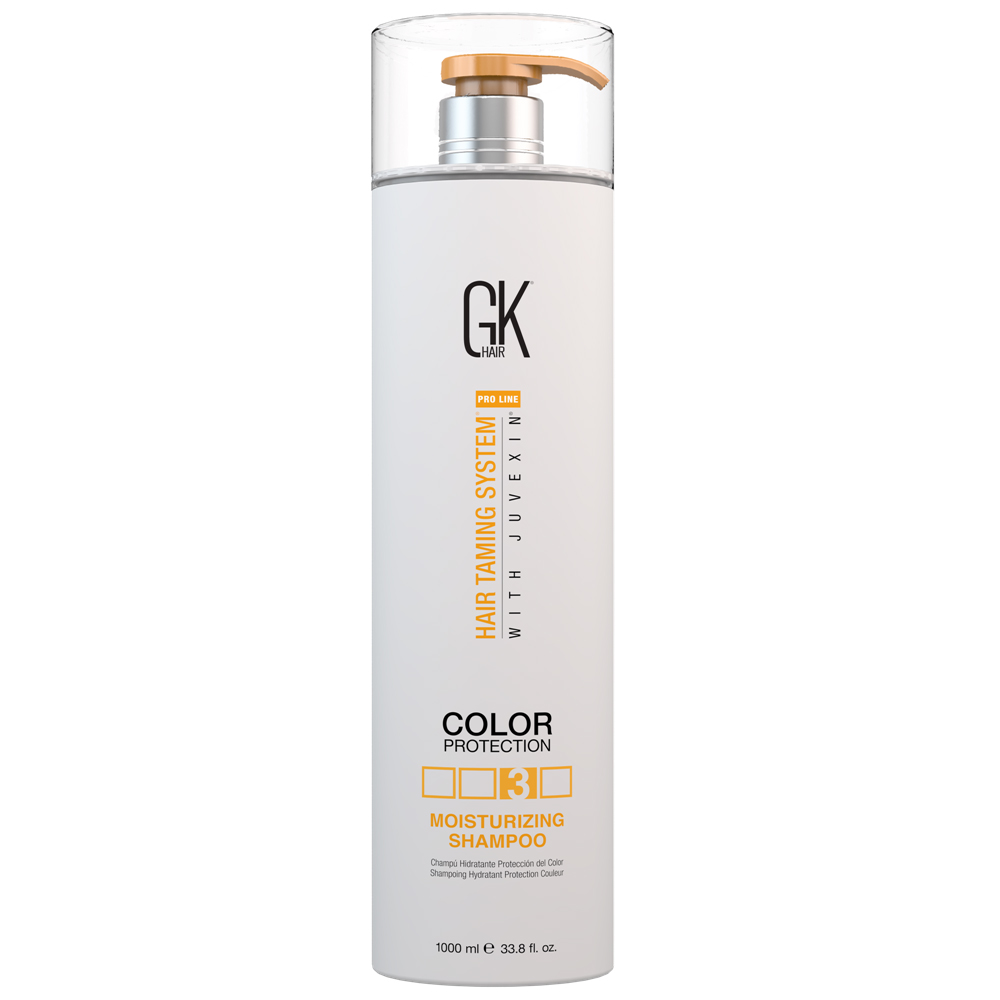 GK®
HAIR
PRO LINE
HAIR TAMING SYSTEM®
WITH JUVEXIN®
COLOR
PROTECTION
3
MOISTURIZING
SHAMPOO
Champú Hidratante Protección del Color
Shampoing Hydratant Protection Couleur
1000 ml ℮ 33.8 fl. oz.